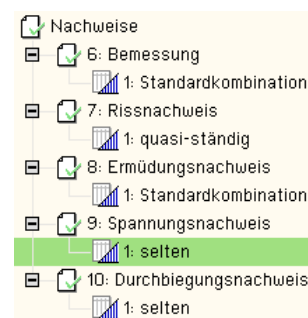 Nachweise
6: Bemessung
1: Standardkombination
7: Rissnachweis
1: quasi-ständig
8: Ermüdungsnachweis
1: Standardkombination
9: Spannungsnachweis
1: selten
10: Durchbiegungsnachweis
1: selten